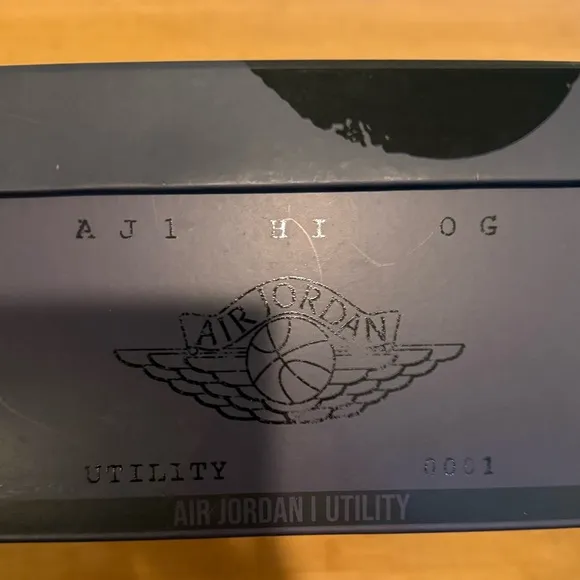 AJ1 HI OG
AIR JORDAN
UTILITY 0001
AIR JORDAN I UTILITY